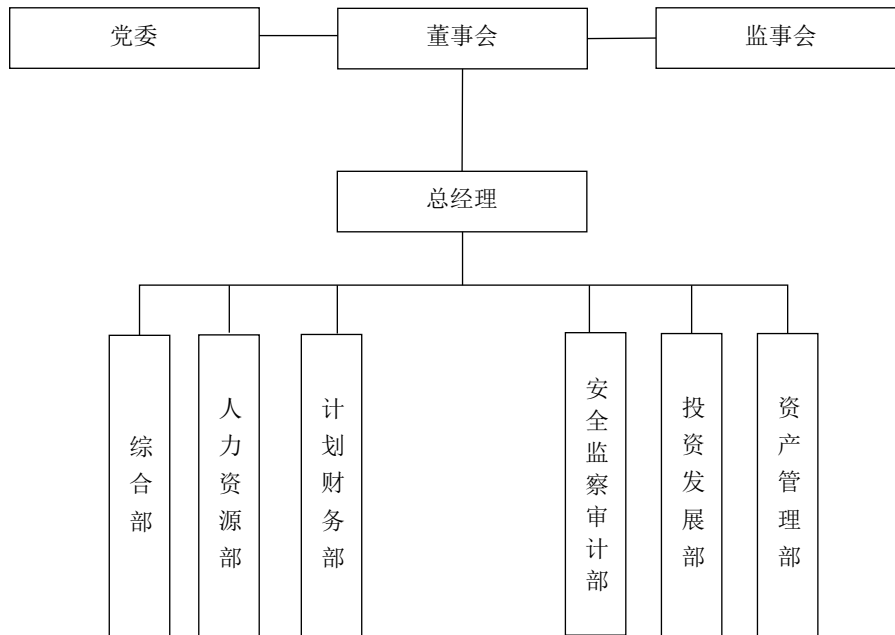 党委
董事会
监事会
总经理
综合部
人力资源部
计划财务部
安全监察审计部
投资发展部
资产管理部